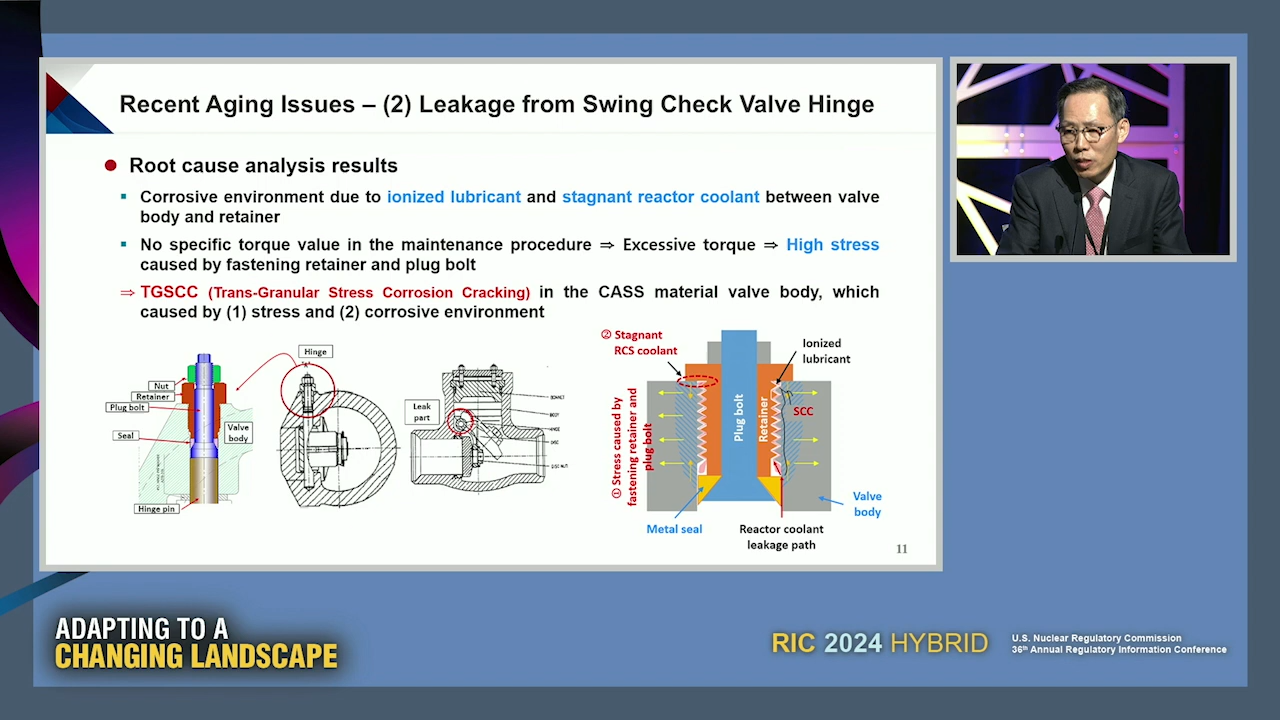 Recent Aging Issues – (2) Leakage from Swing Check Valve Hinge
Root cause analysis results
Corrosive environment due to ionized lubricant and stagnant reactor coolant between valve
body and retainer
No specific torque value in the maintenance procedure ⇒ Excessive torque ⇒ High stress
caused by fastening retainer and plug bolt
⇒ TGSCC (Trans-Granular Stress Corrosion Cracking) in the CASS material valve body, which
caused by (1) stress and (2) corrosive environment
Hinge
"A"
Nut
Retainer
Plug bolt
Seal
Valve
body
Hinge pin
Leak
part
BONNET
BODY
HINGE
DISC
DISC NUT
② Stagnant
RCS coolant
Ionized
lubricant
① Stress caused by
fastening retainer and
plug bolt
Plug bolt
Retainer
SCC
Valve
body
Metal seal
Reactor coolant
leakage path
11
ADAPTING TO A
CHANGING LANDSCAPE
RIC 2024 HYBRID
U.S. Nuclear Regulatory Commission
36th Annual Regulatory Information Conference